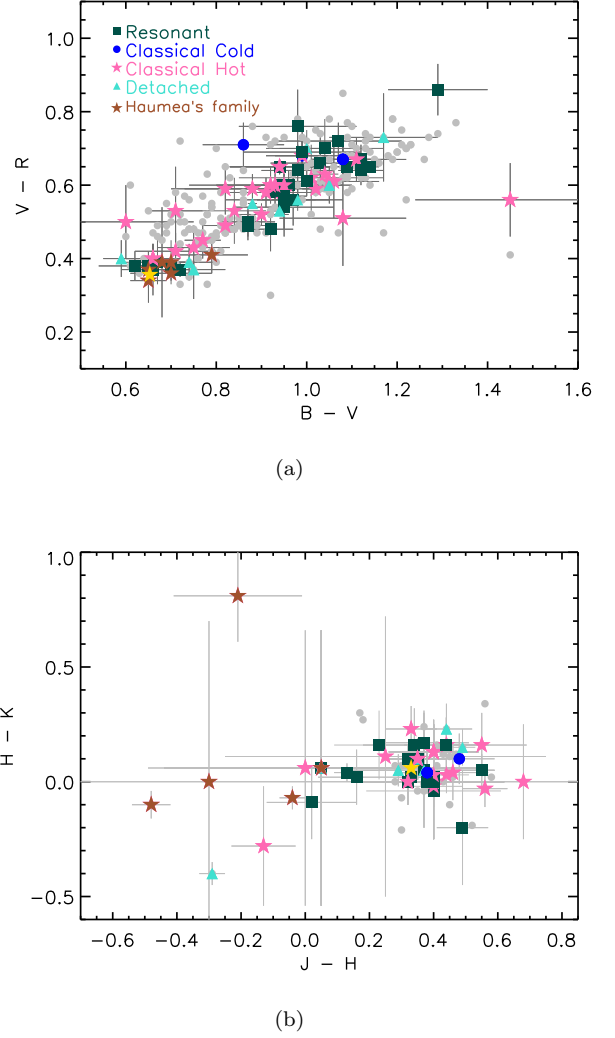 1.0
0.8
0.6
0.4
0.2
V – R
Resonant
Classical Cold
Classical Hot
Detached
Haumea's family
0.6 0.8 1.0 1.2 1.4 1.6
B – V
(a)
1.0
0.5
0.0
−0.5
H – K
−0.6 −0.4 −0.2 0.0 0.2 0.4 0.6 0.8
J – H
(b)